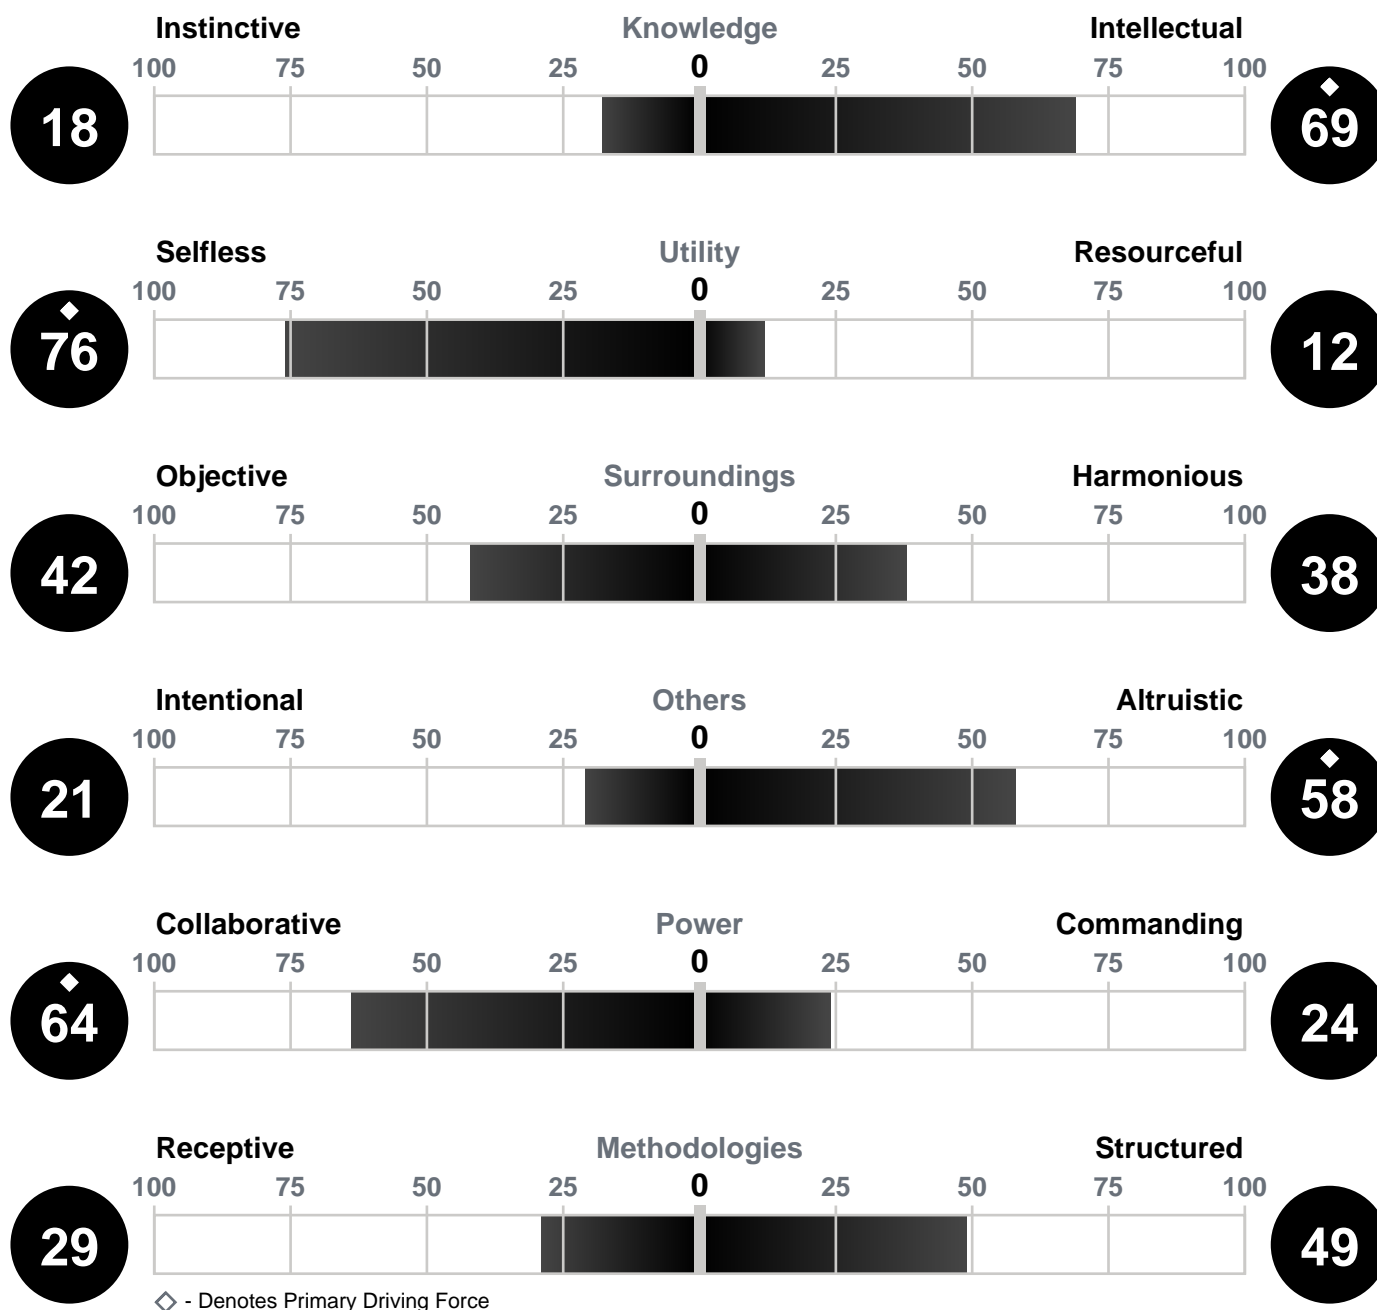 Instinctive Knowledge Intellectual
100 75 50 25 0 25 50 75 100
18 69
Selfless Utility Resourceful
100 75 50 25 0 25 50 75 100
76 12
Objective Surroundings Harmonious
100 75 50 25 0 25 50 75 100
42 38
Intentional Others Altruistic
100 75 50 25 0 25 50 75 100
21 58
Collaborative Power Commanding
100 75 50 25 0 25 50 75 100
64 24
Receptive Methodologies Structured
100 75 50 25 0 25 50 75 100
29 49
- Denotes Primary Driving Force